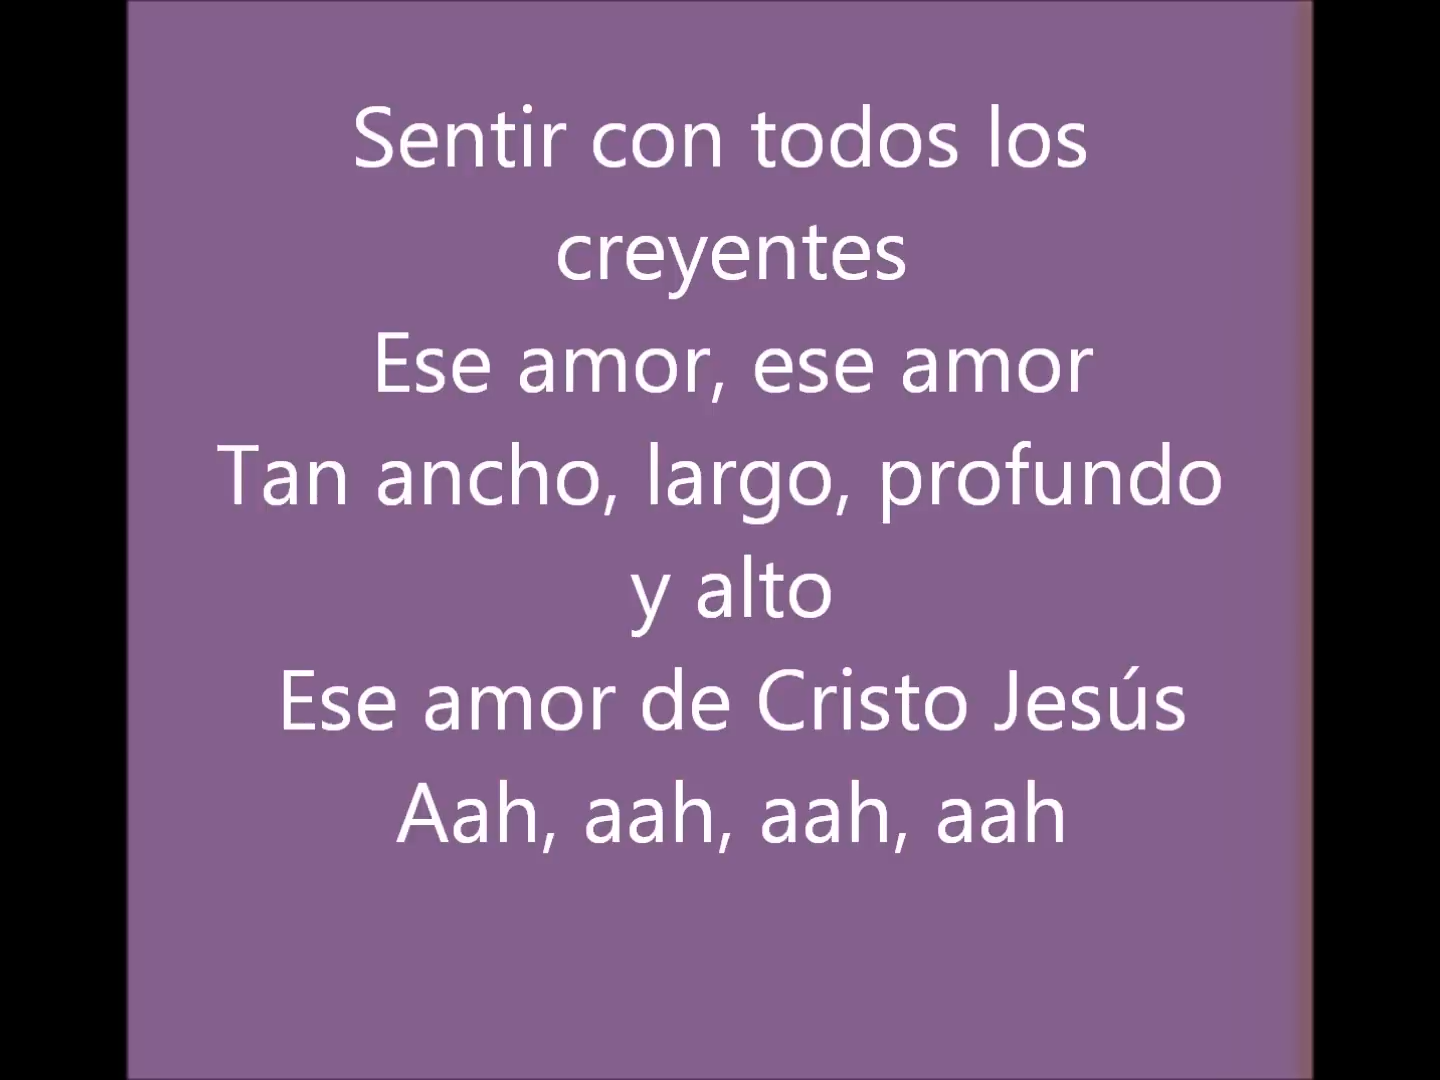 Sentir con todos los
creyentes
Ese amor, ese amor
Tan ancho, largo, profundo
y alto
Ese amor de Cristo Jesús
Aah, aah, aah, aah